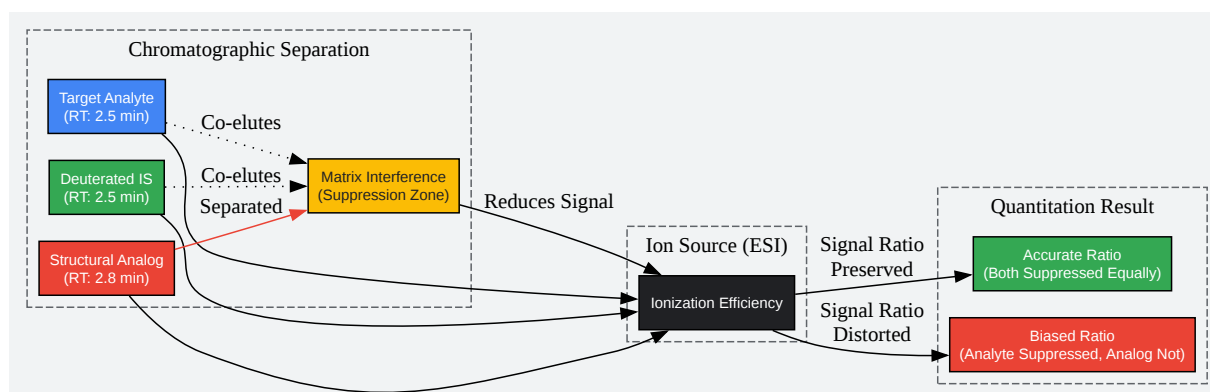 Chromatographic Separation
Target Analyte
(RT: 2.5 min)
Co-elutes
Deuterated IS
(RT: 2.5 min)
Co-elutes
Separated
Matrix Interference
(Suppression Zone)
Structural Analog
(RT: 2.8 min)
Reduces Signal
Ion Source (ESI)
Ionization Efficiency
Signal Ratio
Preserved
Signal Ratio
Distorted
Quantitation Result
Accurate Ratio
(Both Suppressed Equally)
Biased Ratio
(Analyte Suppressed, Analog Not)